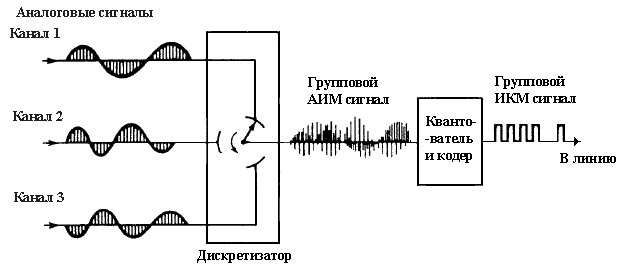 Аналоговые сигналы
Канал 1
Канал 2
Канал 3
Дискретизатор
Групповой
АИМ сигнал
Кванто-
-ватель
и кодер
Групповой
ИКМ сигнал
В линию